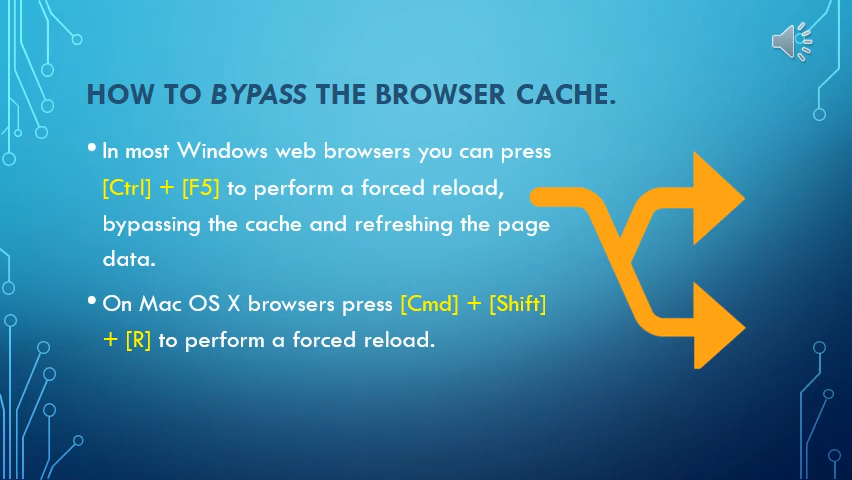 HOW TO BYPASS THE BROWSER CACHE.
• In most Windows web browsers you can press
[Ctrl] + [F5] to perform a forced reload,
bypassing the cache and refreshing the page
data.
• On Mac OS X browsers press [Cmd] + [Shift]
+ [R] to perform a forced reload.